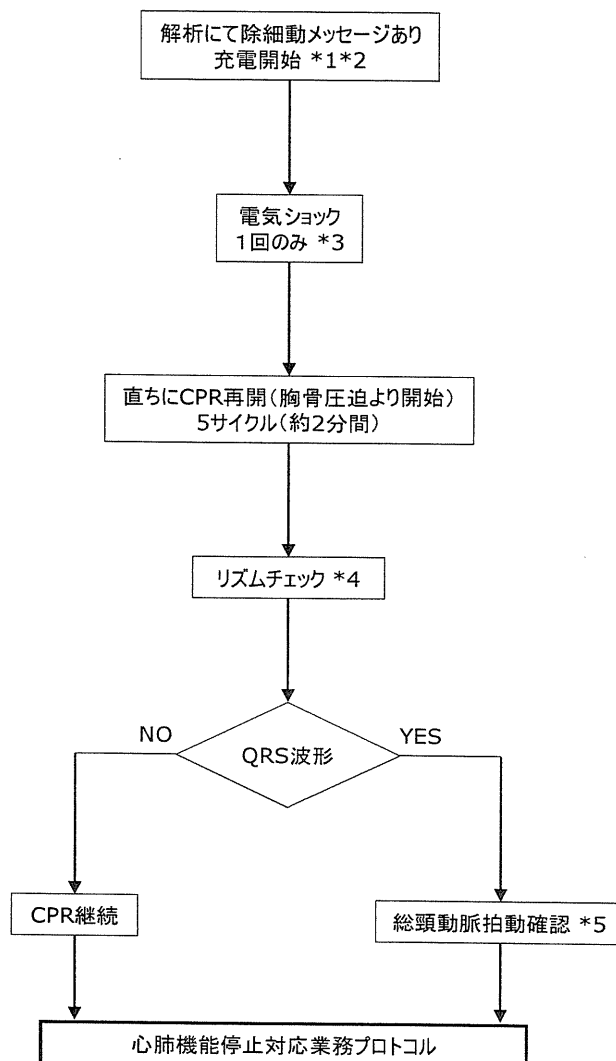 解析にて除細動メッセージあり
充電開始 *1*2
電気ショック
1回のみ *3
直ちにCPR再開(胸骨圧迫より開始)
5サイクル(約2分間)
リズムチェック *4
NO
QRS波形
YES
CPR継続
総頸動脈拍動確認 *5
心肺機能停止対応業務プロトコル